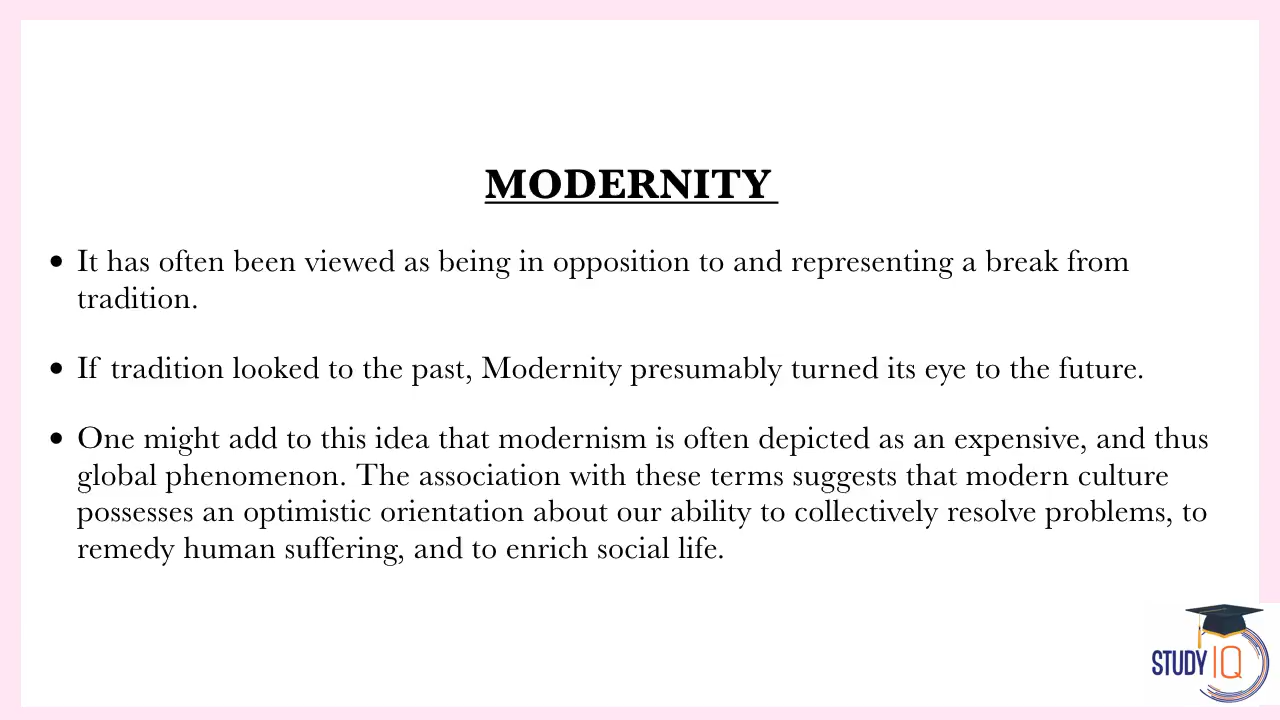 MODERNITY
• It has often been viewed as being in opposition to and representing a break from
tradition.
• If tradition looked to the past, Modernity presumably turned its eye to the future.
• One might add to this idea that modernism is often depicted as an expensive, and thus
global phenomenon. The association with these terms suggests that modern culture
possesses an optimistic orientation about our ability to collectively resolve problems, to
remedy human suffering, and to enrich social life.
STUDY IQ